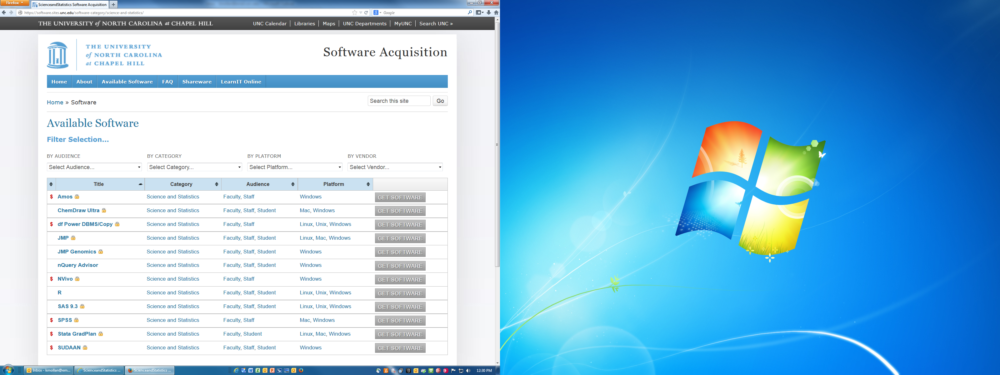 Firefox
ScienceandStatistics Software Acquisition
https://software.sites.unc.edu/software-category/science-and-statistics/
Google
THE UNIVERSITY of NORTH CAROLINA at CHAPEL HILL
UNC Calendar
Libraries
Maps
UNC Departments
MyUNC
Search UNC »
THE UNIVERSITY
of NORTH CAROLINA
at CHAPEL HILL
Software Acquisition
Home
About
Available Software
FAQ
Shareware
LearnIT Online
Home » Software
Search this site
Go
Available Software
Filter Selection...
BY AUDIENCE
BY CATEGORY
BY PLATFORM
BY VENDOR
Select Audience...
Select Category...
Select Platform...
Select Vendor...
Title Category Audience Platform
$ Amos Science and Statistics Faculty, Staff Windows GET SOFTWARE
ChemDraw Ultra Science and Statistics Faculty, Staff, Student Mac, Windows GET SOFTWARE
$ df Power DBMS/Copy Science and Statistics Faculty, Staff Linux, Unix, Windows GET SOFTWARE
JMP Science and Statistics Faculty, Staff, Student Linux, Mac, Windows GET SOFTWARE
JMP Genomics Science and Statistics Faculty, Staff, Student Windows GET SOFTWARE
nQuery Advisor Science and Statistics Faculty, Staff, Student Windows GET SOFTWARE
$ NVivo Science and Statistics Faculty, Staff Windows GET SOFTWARE
R Science and Statistics Faculty, Staff, Student Linux, Unix, Windows GET SOFTWARE
SAS 9.3 Science and Statistics Faculty, Staff, Student Linux, Unix, Windows GET SOFTWARE
$ SPSS Science and Statistics Faculty, Staff Mac, Windows GET SOFTWARE
$ Stata GradPlan Science and Statistics Faculty, Student Linux, Mac, Windows GET SOFTWARE
$ SUDAAN Science and Statistics Faculty, Staff, Student Windows GET SOFTWARE
Inbox - kmollan@em...
ScienceandStatistics ...
ScienceandStatistics ...
12:30 PM